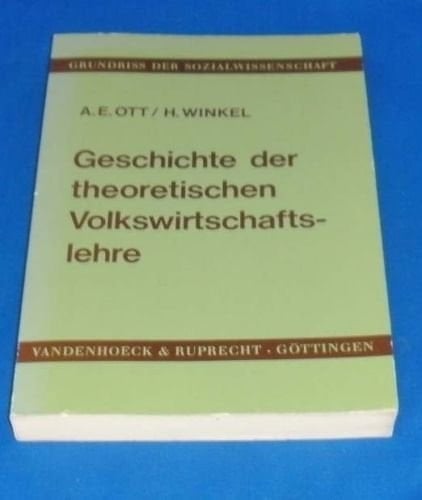 GRUNDRISS DER SOZIALWISSENSCHAFT
A. E. OTT / H. WINKEL
Geschichte der
theoretischen
Volkswirtschafts-
lehre
VANDENHOECK & RUPRECHT · GÖTTINGEN